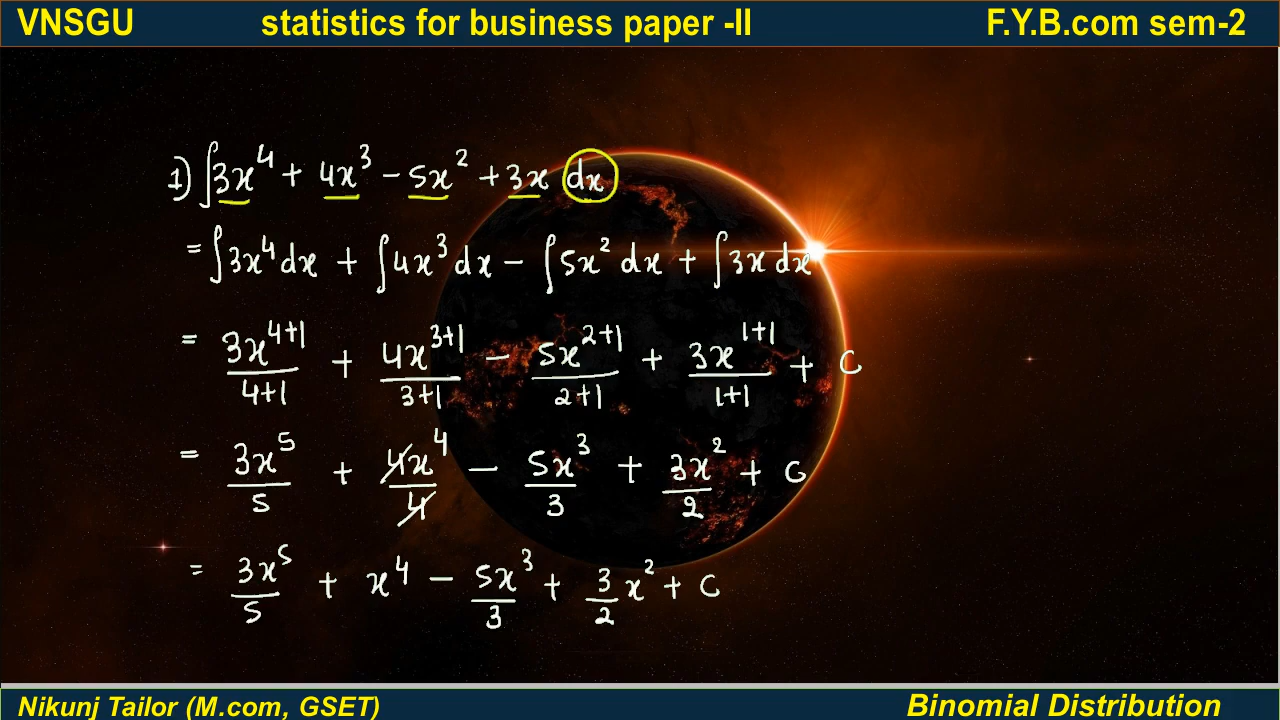 VNSGU statistics for business paper -II F.Y.B.com sem-2
1) ∫3x⁴ + 4x³ - 5x² + 3x dx
= ∫3x⁴dx + ∫4x³dx - ∫5x² dx + ∫3x dx
= 3x⁴⁺¹/4+1 + 4x³⁺¹/3+1 - 5x²⁺¹/2+1 + 3x¹⁺¹/1+1 + C
= 3x⁵/5 + 4x⁴/4 - 5x³/3 + 3x²/2 + C
= 3x⁵/5 + x⁴ - 5x³/3 + 3/2 x² + C
Nikunj Tailor (M.com, GSET) Binomial Distribution